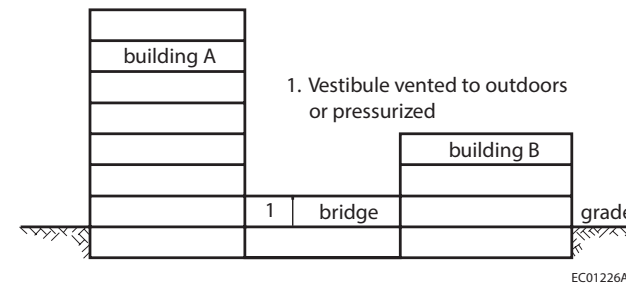 building A
1. Vestibule vented to outdoors
or pressurized
building B
1 bridge grade
EC01226A